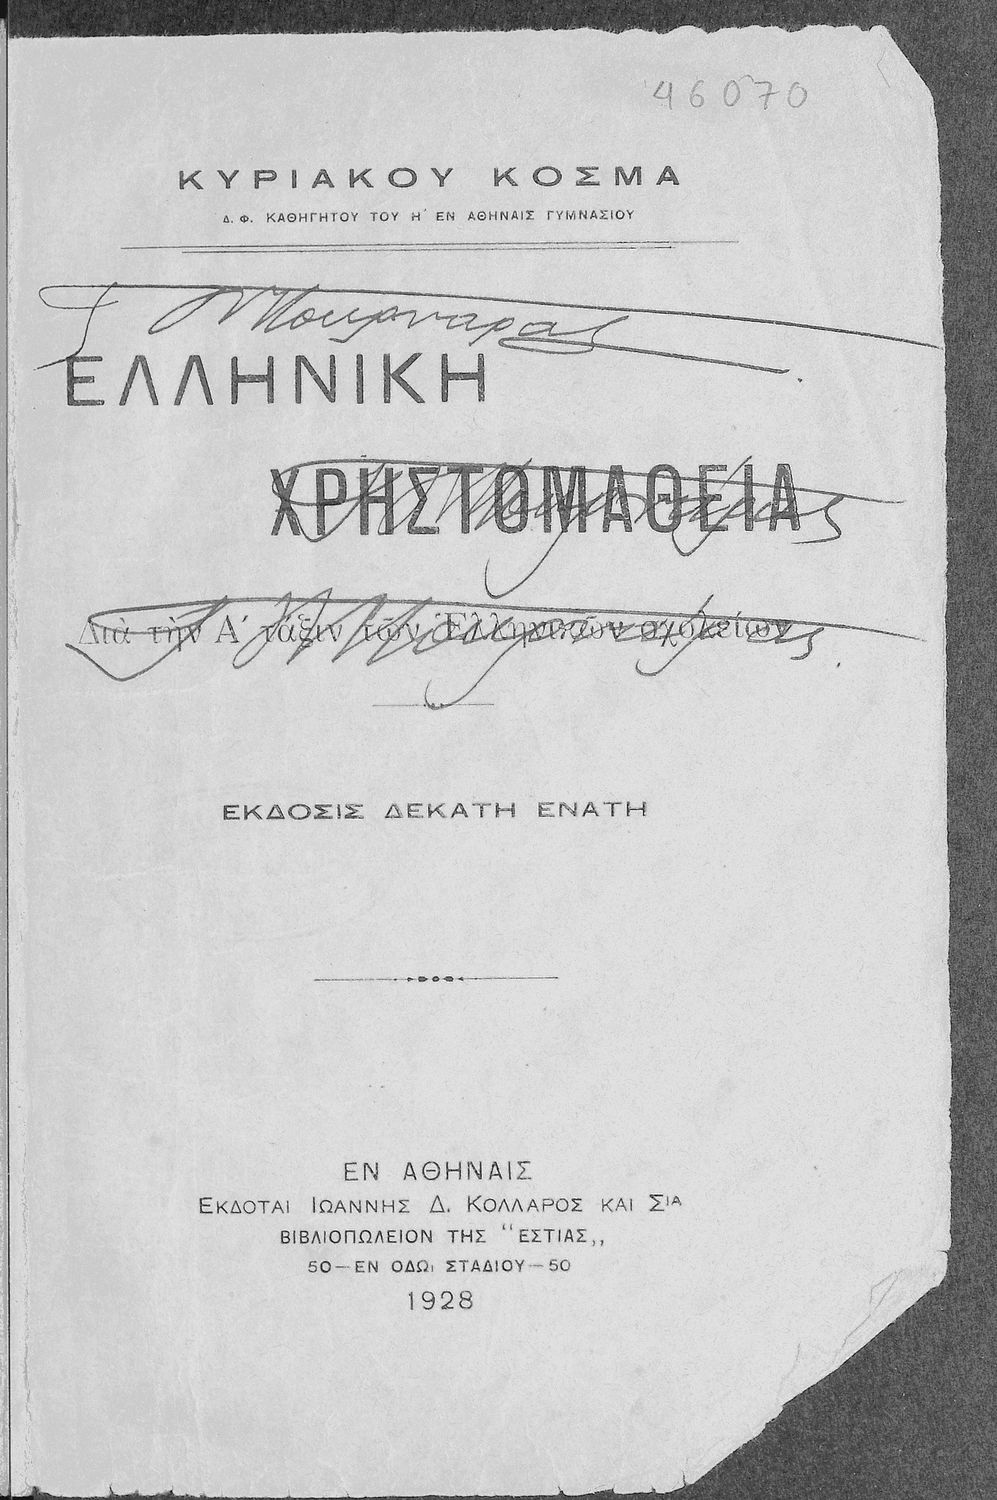 46070
ΚΥΡΙΑΚΟΥ ΚΟΣΜΑ
Δ. Φ. ΚΑΘΗΓΗΤΟΥ ΤΟΥ Η΄ ΕΝ ΑΘΗΝΑΙΣ ΓΥΜΝΑΣΙΟΥ
Μπουρναρας
ΕΛΛΗΝΙΚΗ
ΧΡΗΣΤΟΜΑΘΕΙΑ
Διὰ τὴν Α΄ τάξιν τῶν Ἑλληνικῶν σχολείων
ΕΚΔΟΣΙΣ ΔΕΚΑΤΗ ΕΝΑΤΗ
ΕΝ ΑΘΗΝΑΙΣ
ΕΚΔΟΤΑΙ ΙΩΑΝΝΗΣ Δ. ΚΟΛΛΑΡΟΣ ΚΑΙ ΣΙΑ
ΒΙΒΛΙΟΠΩΛΕΙΟΝ ΤΗΣ “ΕΣΤΙΑΣ„
50—ΕΝ ΟΔΩι ΣΤΑΔΙΟΥ—50
1928